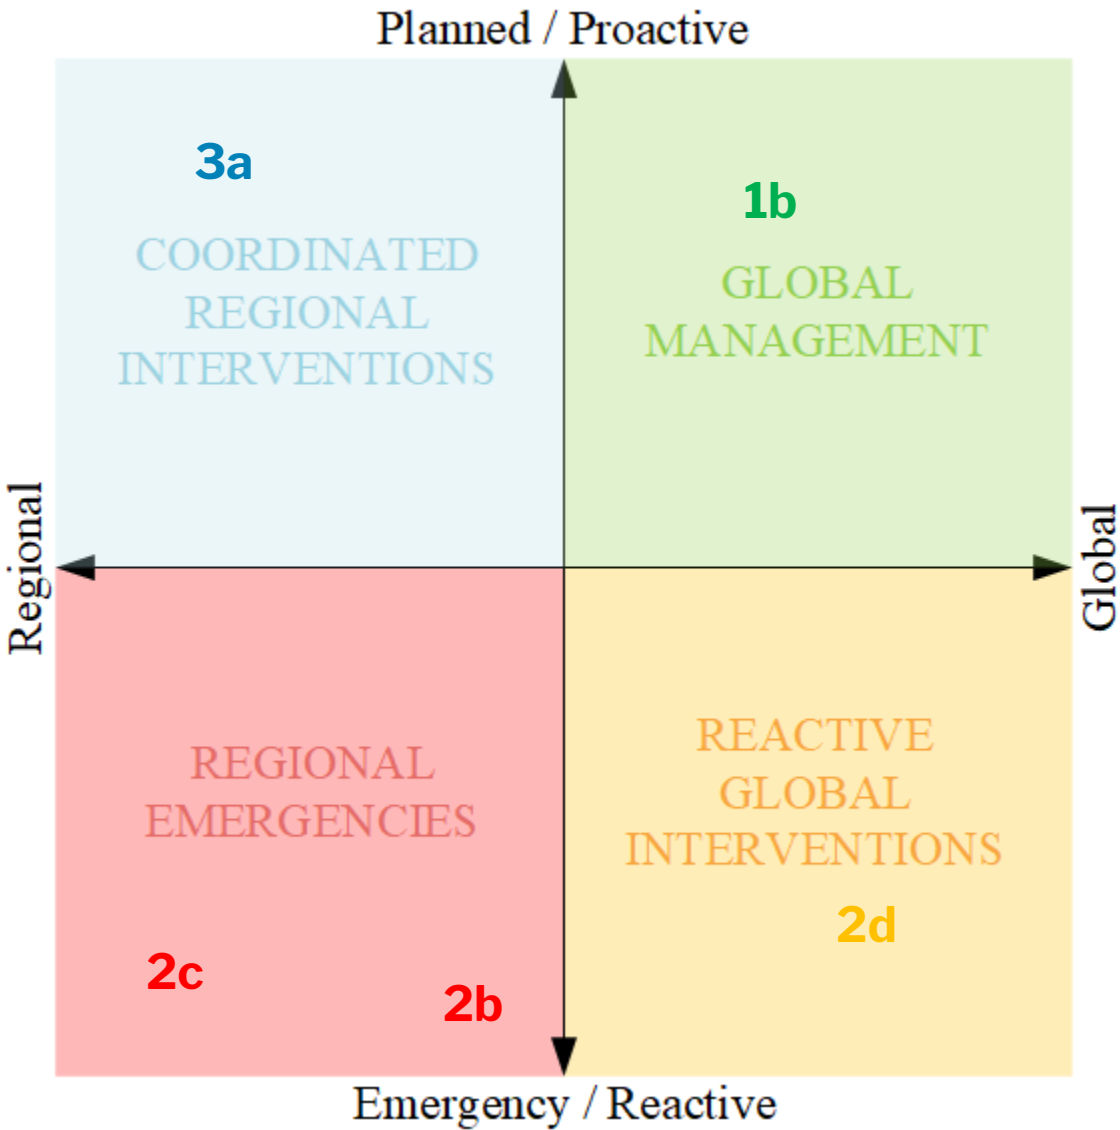 Planned / Proactive
3a
1b
COORDINATED
REGIONAL
INTERVENTIONS
GLOBAL
MANAGEMENT
Regional
Global
REGIONAL
EMERGENCIES
REACTIVE
GLOBAL
INTERVENTIONS
2d
2c
2b
Emergency / Reactive